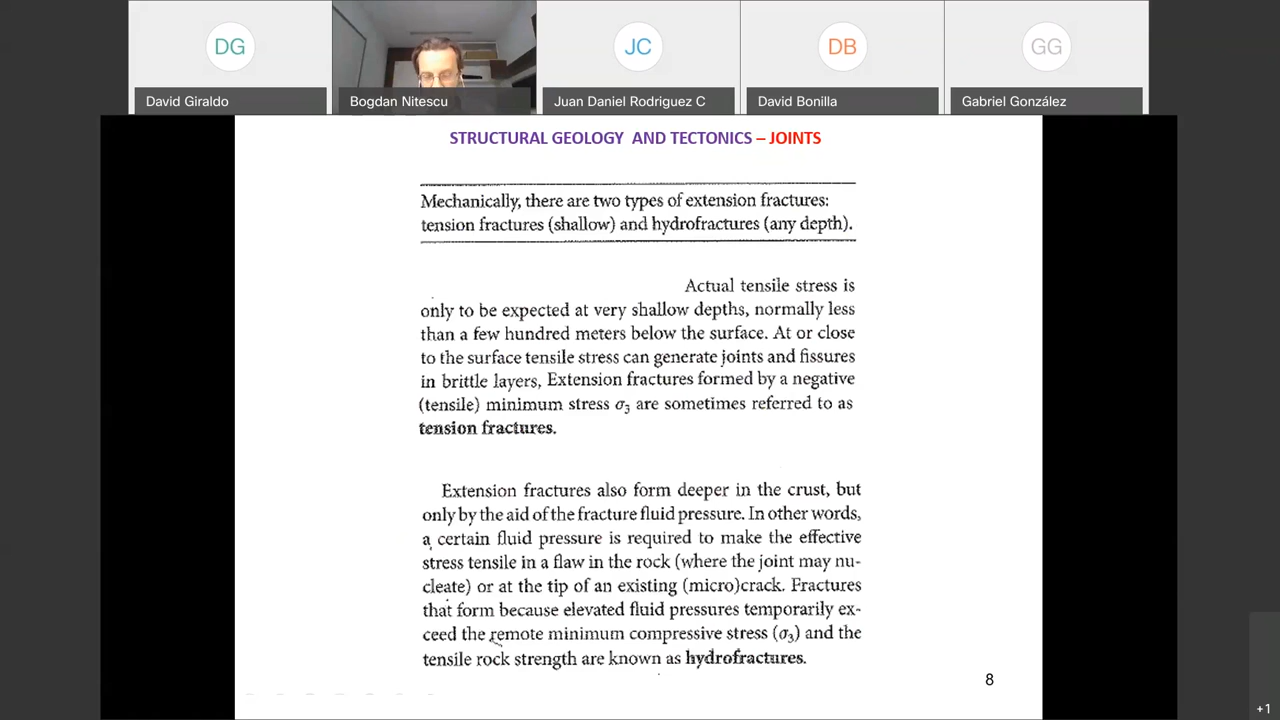 DG
JC
DB
GG
David Giraldo
Bogdan Nitescu
Juan Daniel Rodriguez C
David Bonilla
Gabriel González
STRUCTURAL GEOLOGY AND TECTONICS – JOINTS
Mechanically, there are two types of extension fractures:
tension fractures (shallow) and hydrofractures (any depth).
Actual tensile stress is
only to be expected at very shallow depths, normally less
than a few hundred meters below the surface. At or close
to the surface tensile stress can generate joints and fissures
in brittle layers, Extension fractures formed by a negative
(tensile) minimum stress σ3 are sometimes referred to as
tension fractures.
Extension fractures also form deeper in the crust, but
only by the aid of the fracture fluid pressure. In other words,
a certain fluid pressure is required to make the effective
stress tensile in a flaw in the rock (where the joint may nu-
cleate) or at the tip of an existing (micro)crack. Fractures
that form because elevated fluid pressures temporarily ex-
ceed the remote minimum compressive stress (σ3) and the
tensile rock strength are known as hydrofractures.
8
+1